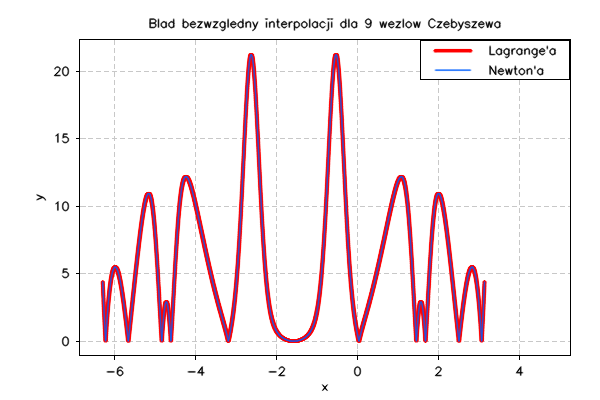 Blad bezwzgledny interpolacji dla 9 wezlow Czebyszewa
Lagrange'a
Newton'a
y
20
15
10
5
0
−6 −4 −2 0 2 4
x